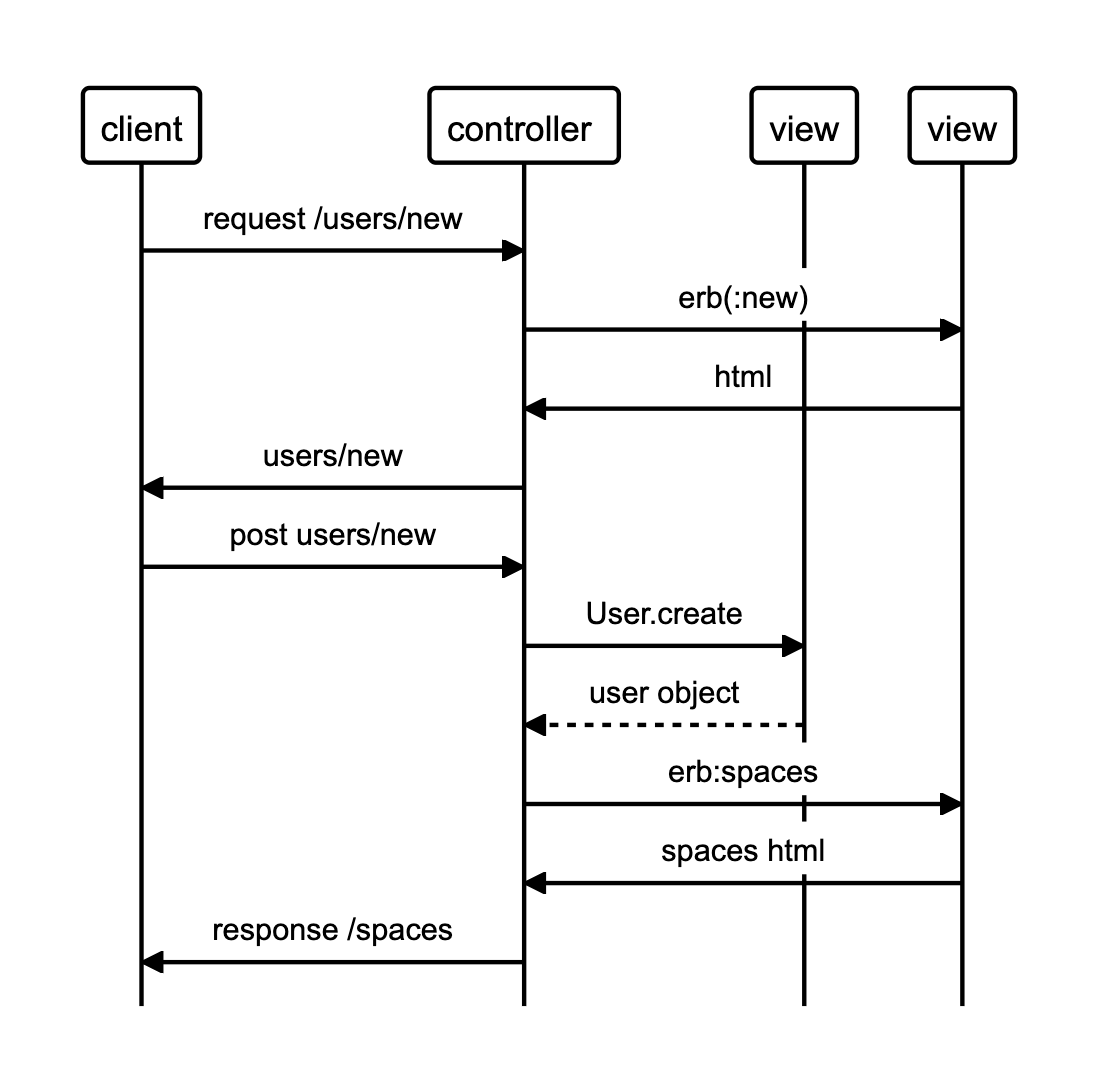 client
controller
view
view
request /users/new
erb(:new)
html
users/new
post users/new
User.create
user object
erb:spaces
spaces html
response /spaces